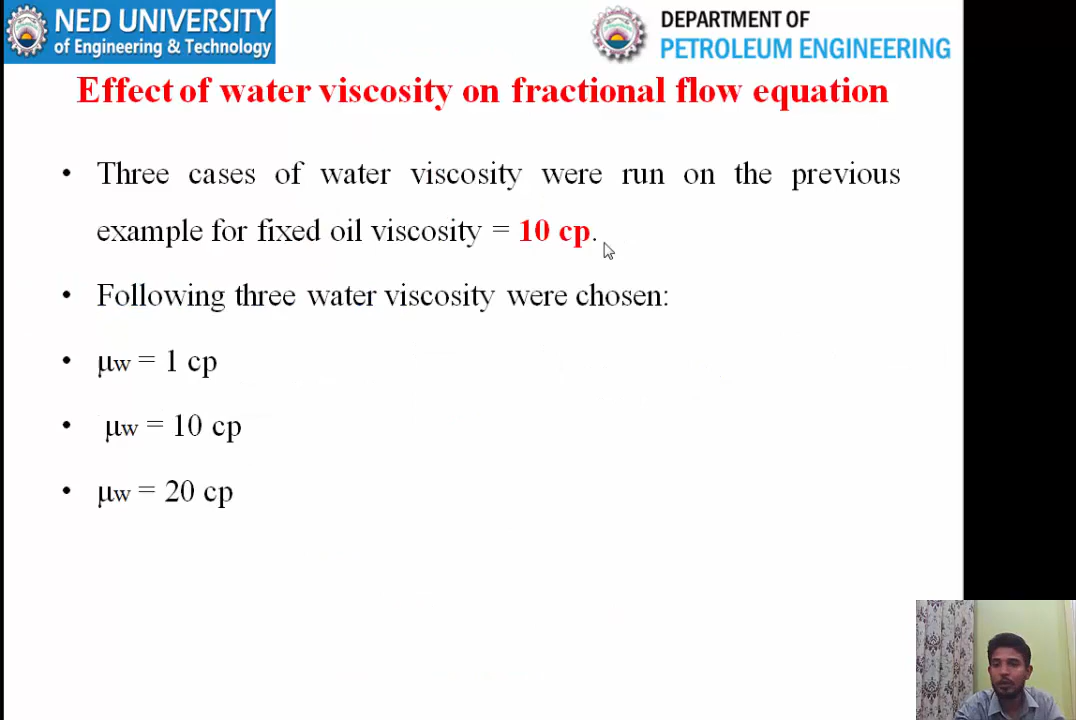 NED UNIVERSITY
of Engineering & Technology
DEPARTMENT OF
PETROLEUM ENGINEERING
Effect of water viscosity on fractional flow equation
• Three cases of water viscosity were run on the previous
example for fixed oil viscosity = 10 cp.
• Following three water viscosity were chosen:
• μw = 1 cp
• μw = 10 cp
• μw = 20 cp